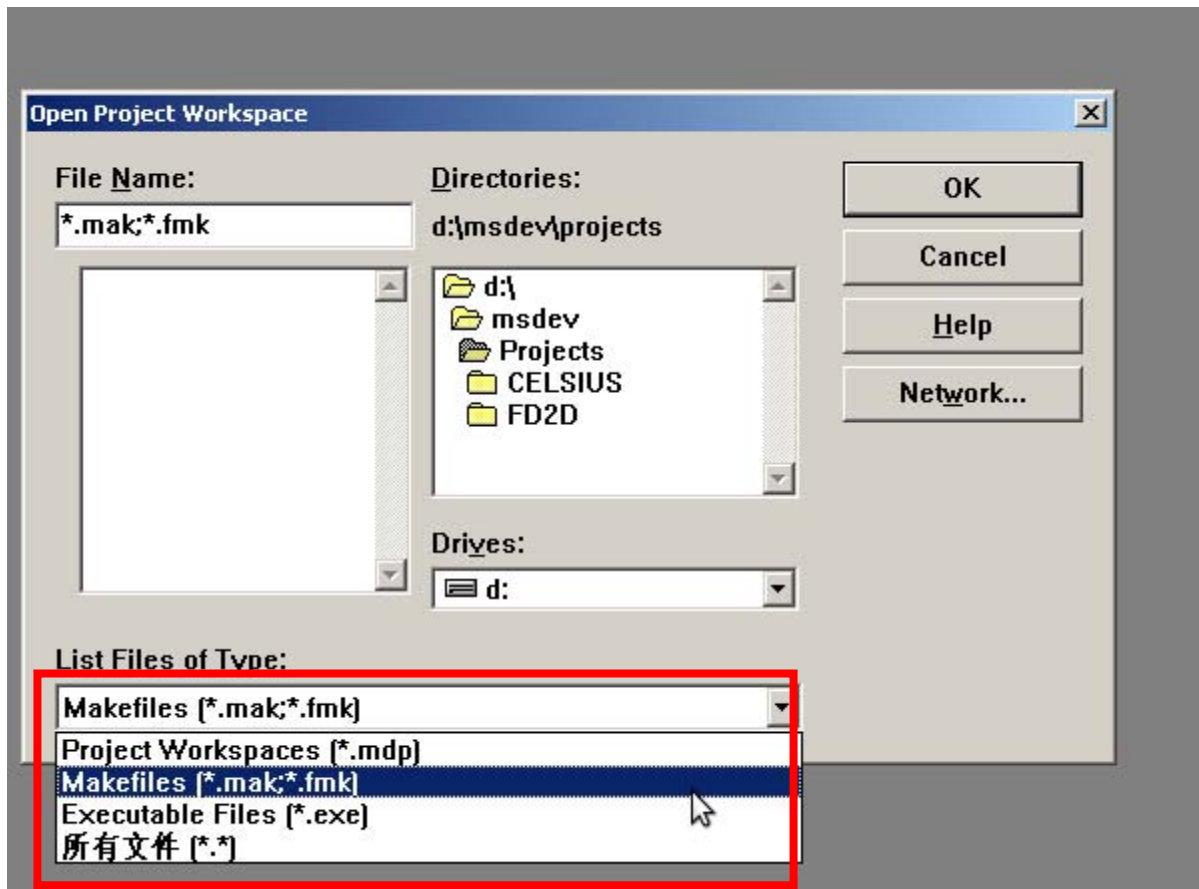 Open Project Workspace
File Name:
*.mak;*.fmk
Directories:
d:\msdev\projects
d:\
msdev
Projects
CELSIUS
FD2D
Drives:
d:
OK
Cancel
Help
Network...
List Files of Type:
Makefiles (*.mak;*.fmk)
Project Workspaces (*.mdp)
Makefiles (*.mak;*.fmk)
Executable Files (*.exe)
所有文件 (*.*)